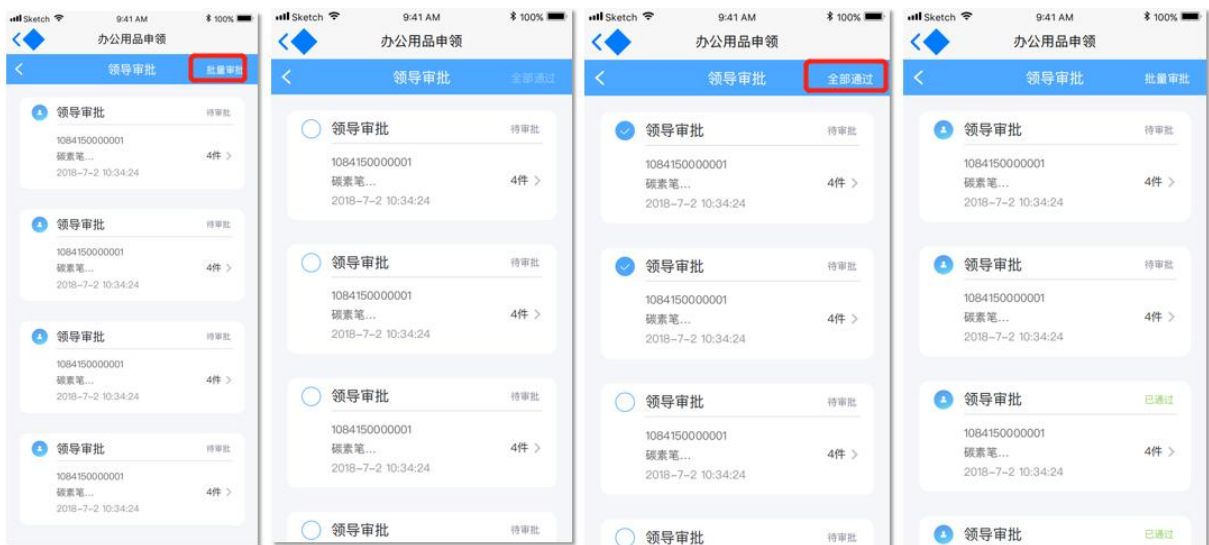 Sketch 9:41 AM 100%
办公用品申领
领导审批 批量审批
领导审批 待审批
1084150000001
碳素笔... 4件
2018-7-2 10:34:24
领导审批 待审批
1084150000001
碳素笔... 4件
2018-7-2 10:34:24
领导审批 待审批
1084150000001
碳素笔... 4件
2018-7-2 10:34:24
领导审批 待审批
1084150000001
碳素笔... 4件
2018-7-2 10:34:24
Sketch 9:41 AM 100%
办公用品申领
领导审批 全部通过
领导审批 待审批
1084150000001
碳素笔... 4件
2018-7-2 10:34:24
领导审批 待审批
1084150000001
碳素笔... 4件
2018-7-2 10:34:24
领导审批 待审批
1084150000001
碳素笔... 4件
2018-7-2 10:34:24
领导审批 待审批
Sketch 9:41 AM 100%
办公用品申领
领导审批 全部通过
领导审批 待审批
1084150000001
碳素笔... 4件
2018-7-2 10:34:24
领导审批 待审批
1084150000001
碳素笔... 4件
2018-7-2 10:34:24
领导审批 待审批
1084150000001
碳素笔... 4件
2018-7-2 10:34:24
领导审批 待审批
Sketch 9:41 AM 100%
办公用品申领
领导审批 批量审批
领导审批 待审批
1084150000001
碳素笔... 4件
2018-7-2 10:34:24
领导审批 待审批
1084150000001
碳素笔... 4件
2018-7-2 10:34:24
领导审批 已通过
1084150000001
碳素笔... 4件
2018-7-2 10:34:24
领导审批 已通过